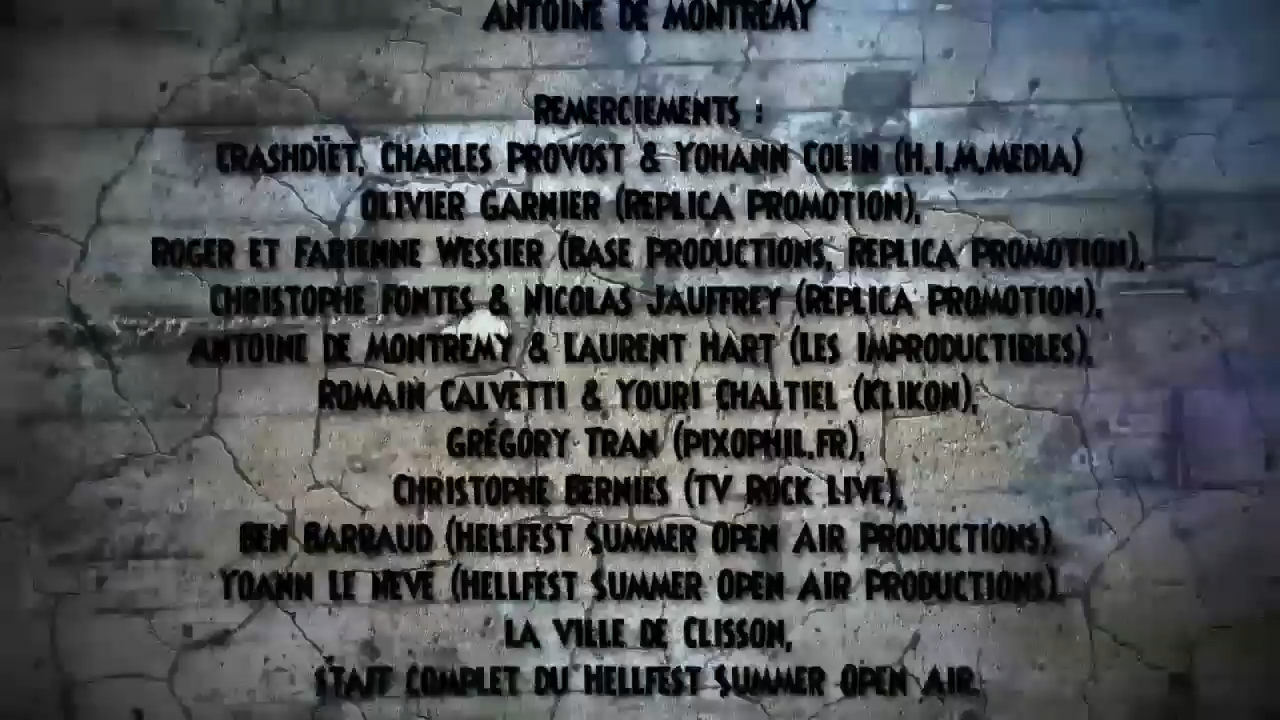 ANTOINE DE MONTREMY
REMERCIEMENTS :
CRASHDÏET, CHARLES PROVOST & YOHANN COLIN (H.I.M.MEDIA)
OLIVIER GARNIER (REPLICA PROMOTION),
ROGER ET FABIENNE WESSIER (BASE PRODUCTIONS, REPLICA PROMOTION),
CHRISTOPHE FONTES & NICOLAS JAUFFREY (REPLICA PROMOTION),
ANTOINE DE MONTREMY & LAURENT HART (LES IMPRODUCTIBLES),
ROMAIN CALVETTI & YOURI CHALTIEL (KLIKON),
GRÉGORY TRAN (PIXOPHIL.FR),
CHRISTOPHE BERNIES (TV ROCK LIVE),
BEN BARBAUD (HELLFEST SUMMER OPEN AIR PRODUCTIONS),
YOANN LE NEVÉ (HELLFEST SUMMER OPEN AIR PRODUCTIONS),
LA VILLE DE CLISSON,
STAFF COMPLET DU HELLFEST SUMMER OPEN AIR.